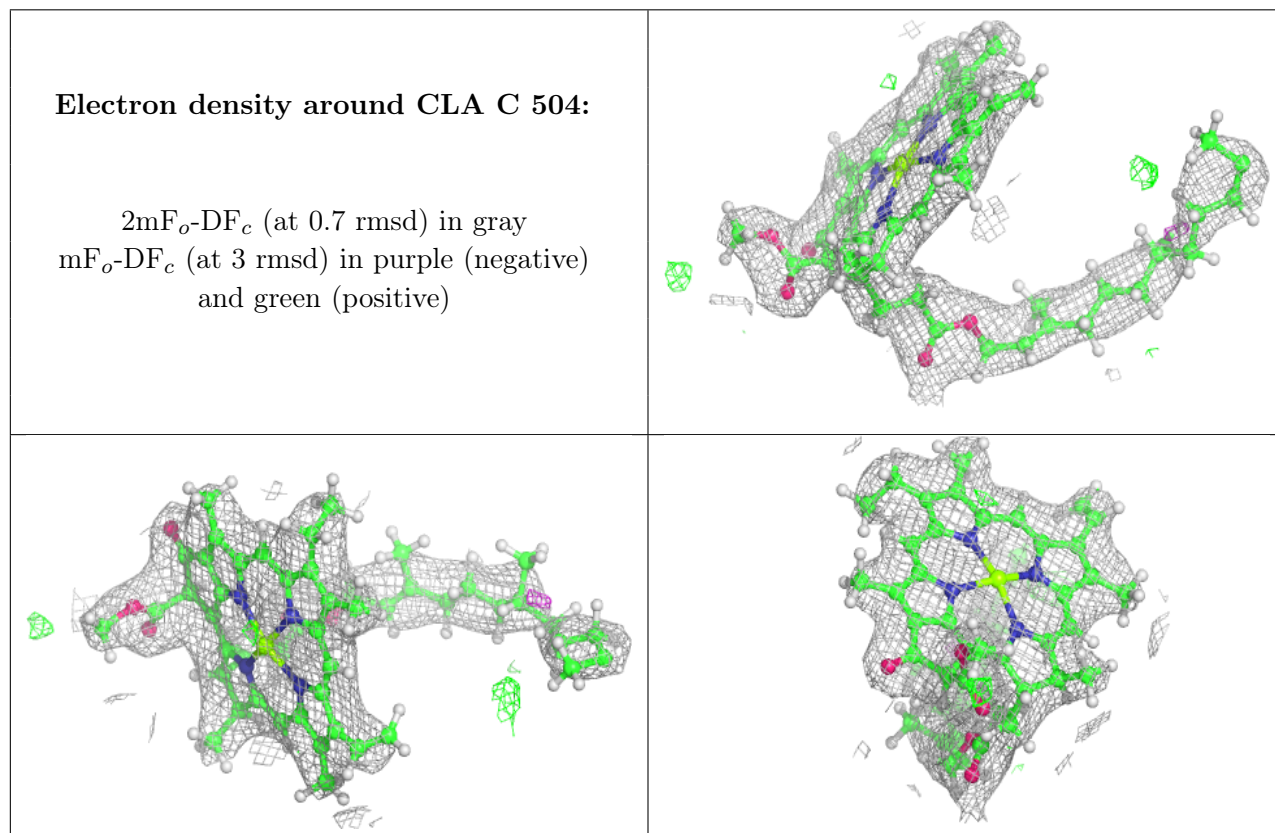 Electron density around CLA C 504:
2mFo-DFc (at 0.7 rmsd) in gray
mFo-DFc (at 3 rmsd) in purple (negative)
and green (positive)